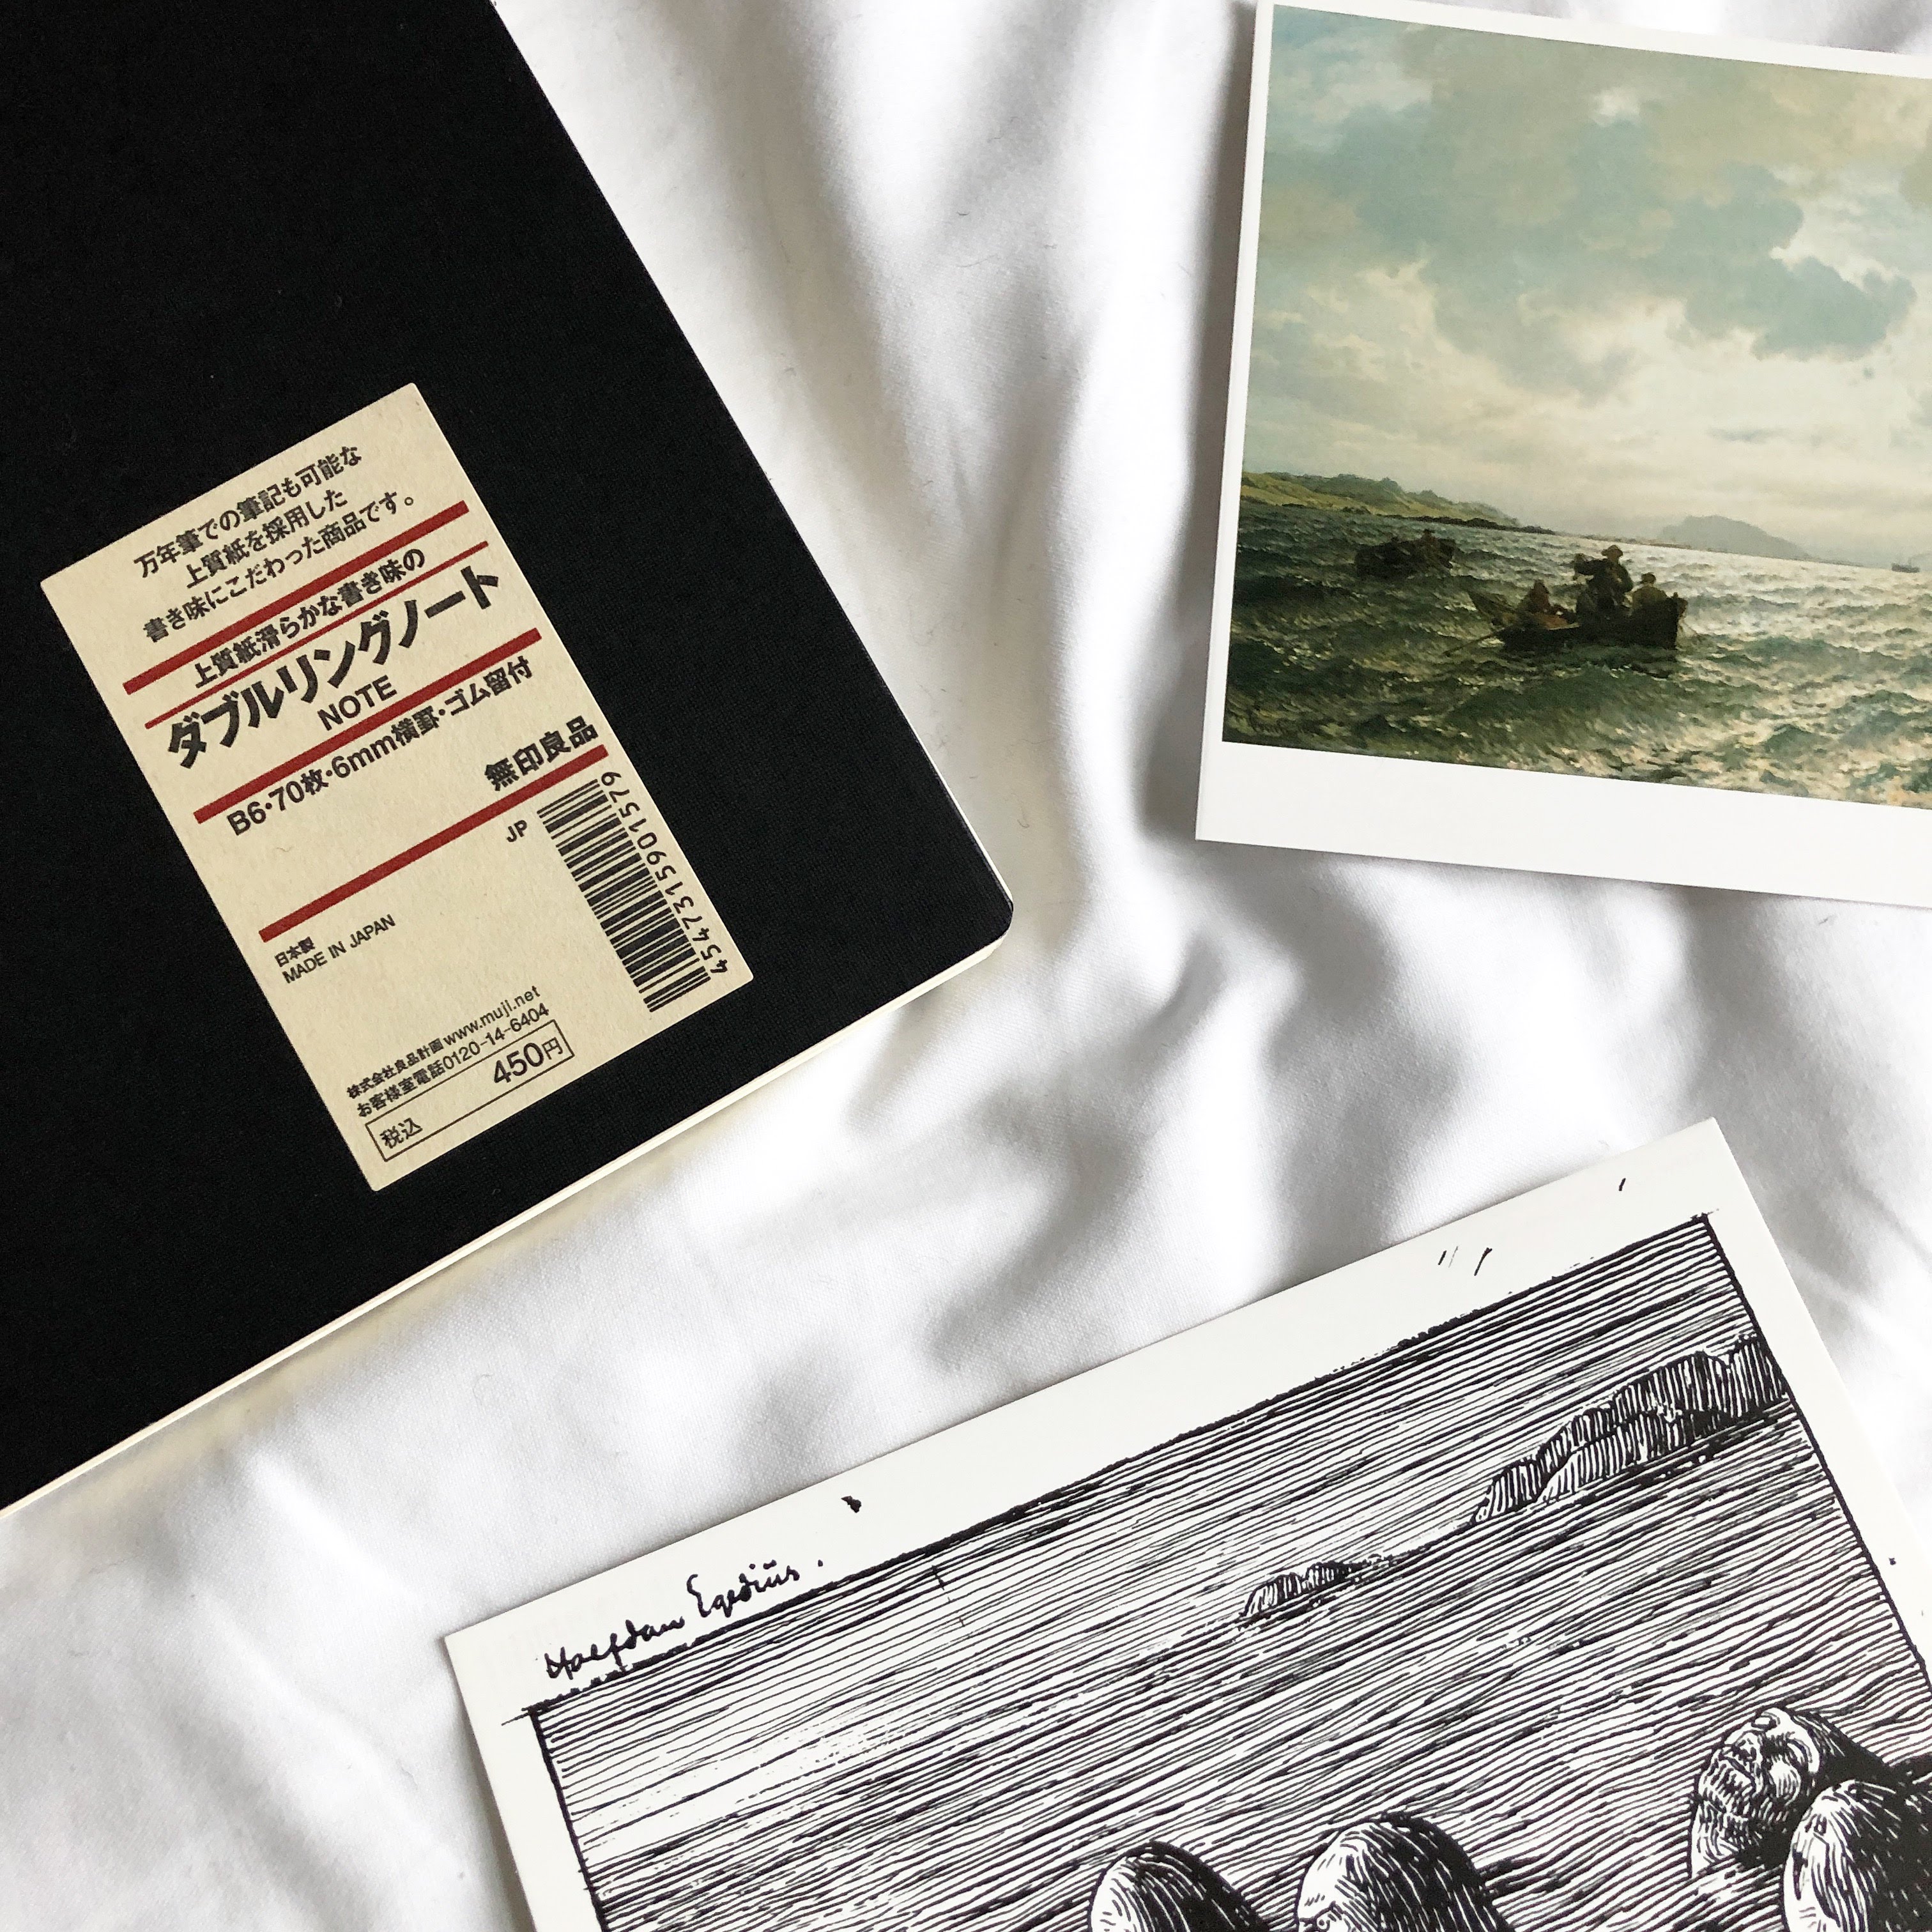 万年筆での筆記も可能な
上質紙を採用した
書き味にこだわった商品です。
上質紙滑らかな書き味の
ダブルリングノート
NOTE
B6・70枚・6mm横罫・ゴム留付
無印良品
JP
4547315901579
日本製
MADE IN JAPAN
株式会社良品計画 www.muji.net
お客様室電話0120-14-6404
税込 450円
Halfdan Egedius.